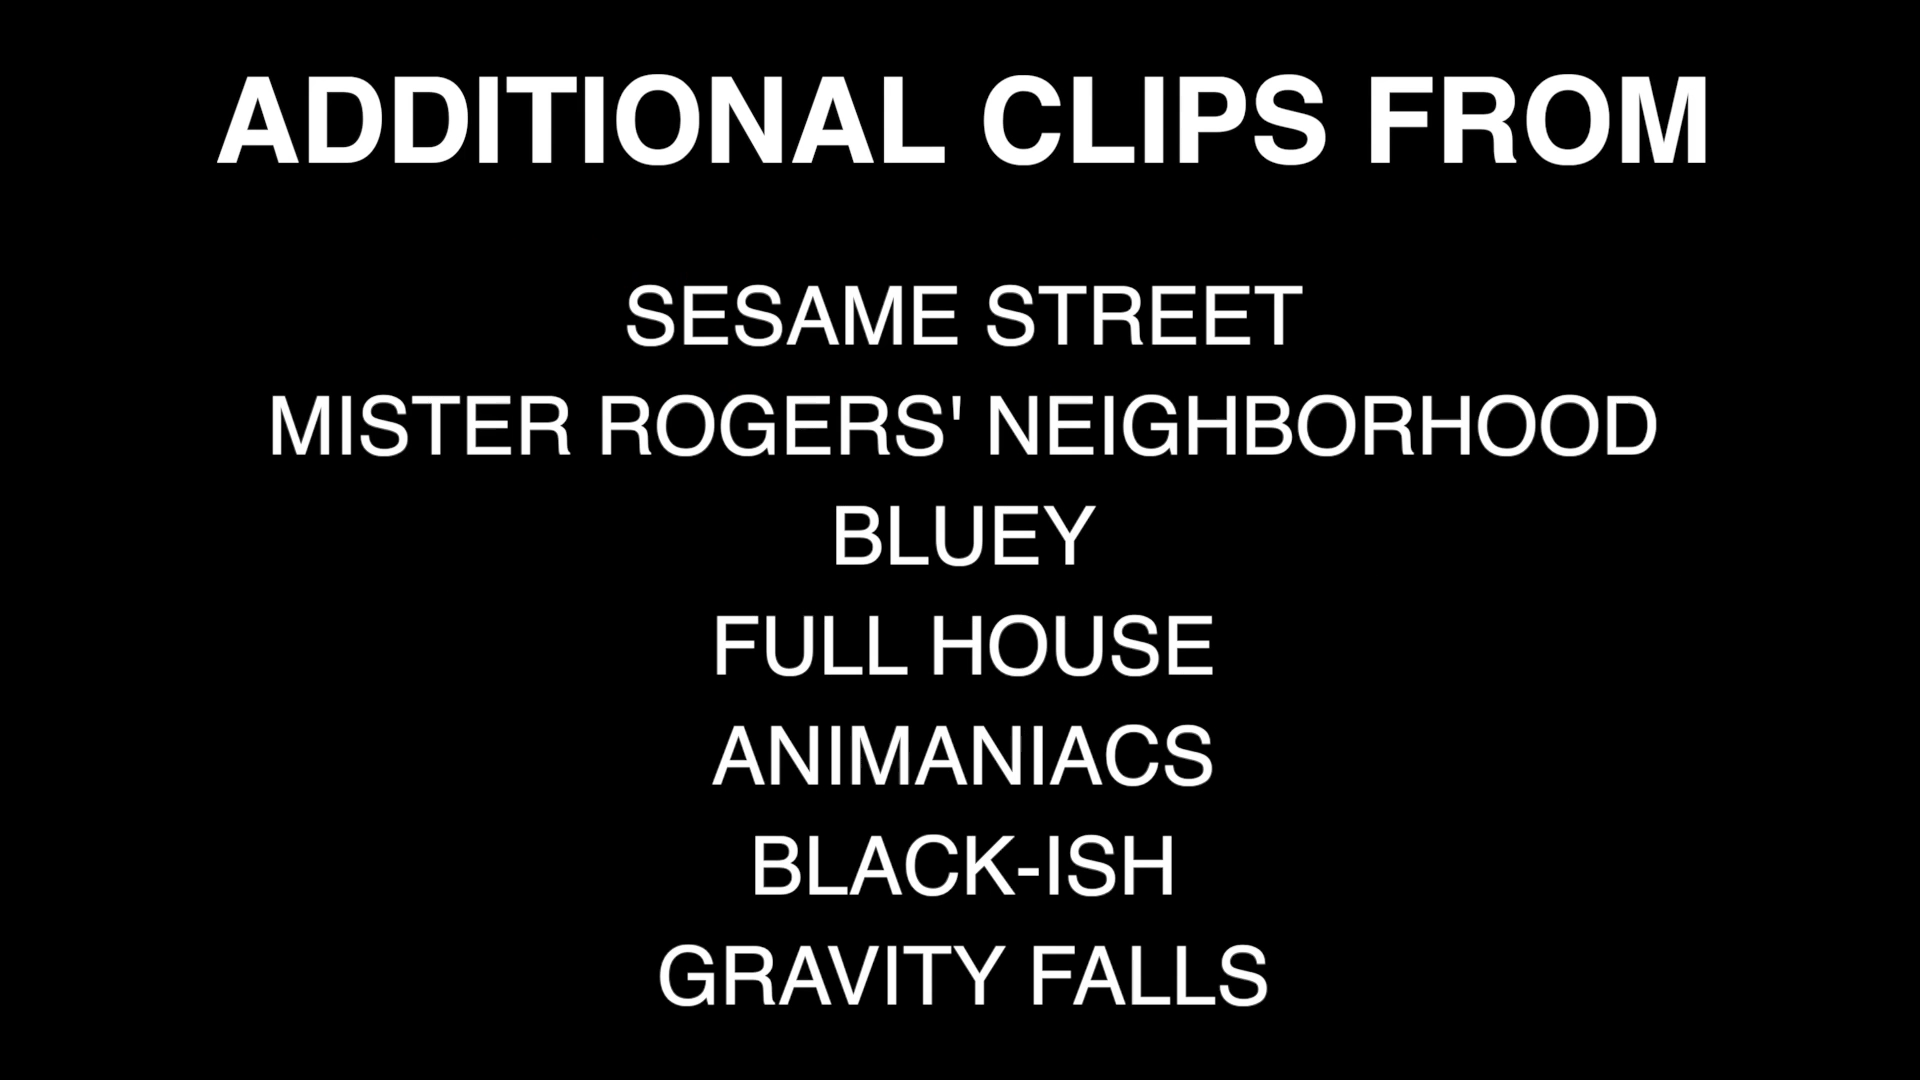 ADDITIONAL CLIPS FROM
SESAME STREET
MISTER ROGERS' NEIGHBORHOOD
BLUEY
FULL HOUSE
ANIMANIACS
BLACK-ISH
GRAVITY FALLS